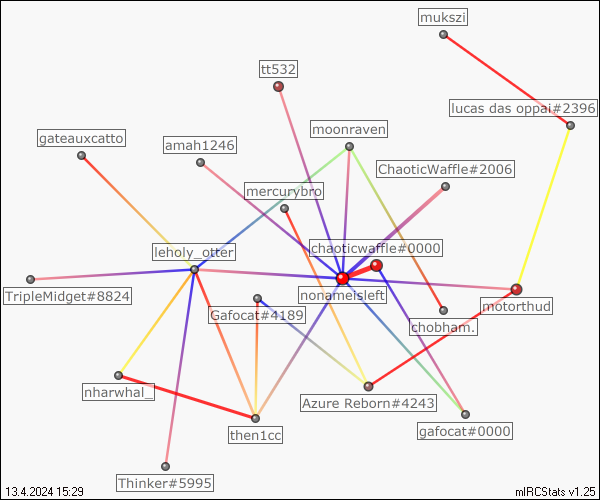 mukszi
tt532
lucas das oppai#2396
moonraven
gateauxcatto
amah1246
ChaoticWaffle#2006
mercurybro
chaoticwaffle#0000
leholy_otter
TripleMidget#8824
nonameisleft
motorthud
Gafocat#4189
chobham.
nharwhal_
Azure Reborn#4243
then1cc
gafocat#0000
Thinker#5995
13.4.2024 15:29
mIRCStats v1.25